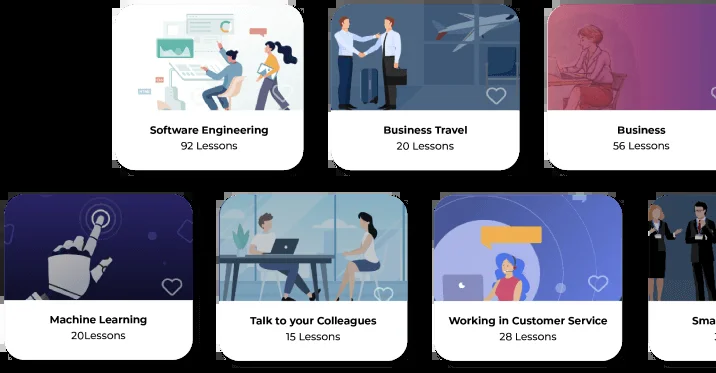 Software Engineering
92 Lessons
Business Travel
20 Lessons
Business
56 Lessons
Machine Learning
20Lessons
Talk to your Colleagues
15 Lessons
Working in Customer Service
28 Lessons
Sma